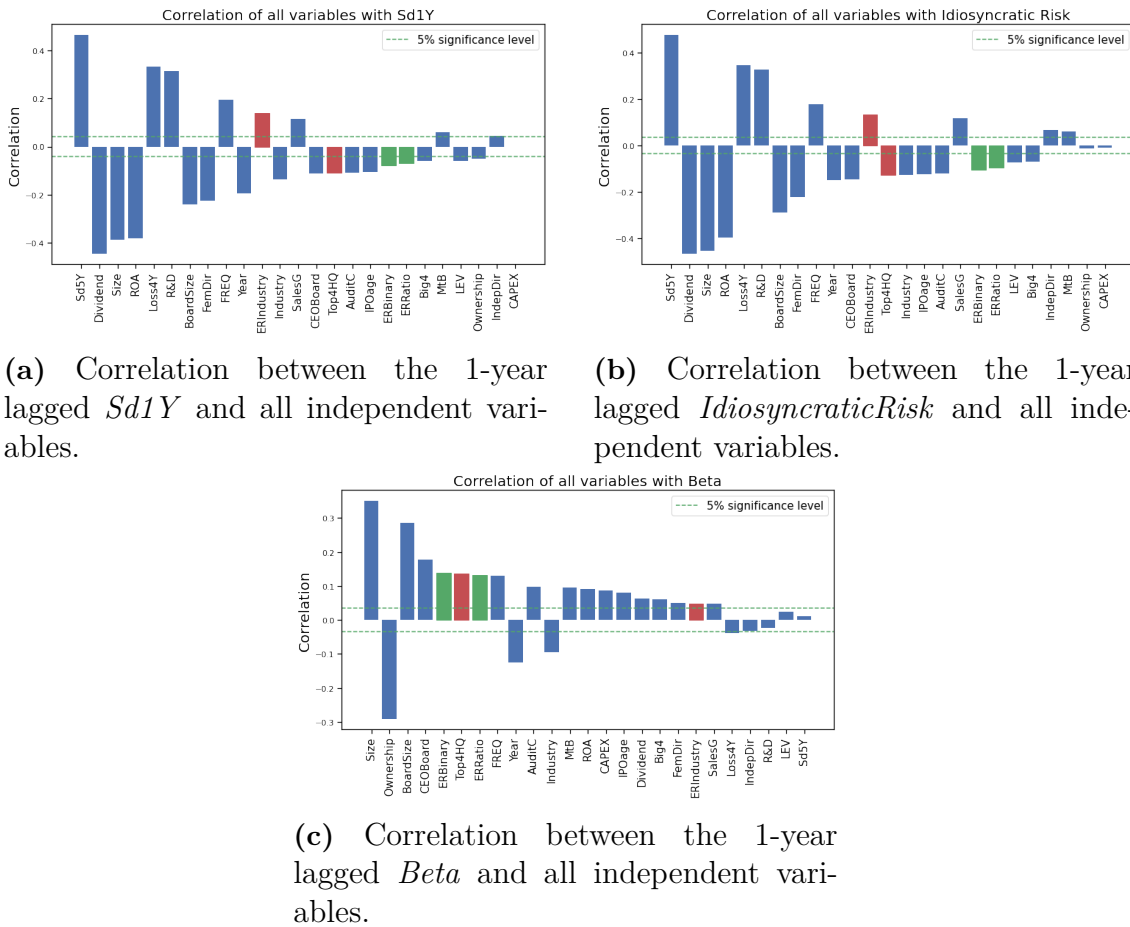 Correlation of all variables with Sd1Y
5% significance level
Correlation
0.4
0.2
0.0
−0.2
−0.4
Sd5Y
Dividend
Size
ROA
Loss4Y
R&D
BoardSize
FemDir
FREQ
Year
ERIndustry
Industry
SalesG
CEOBoard
Top4HQ
AuditC
IPOage
ERBinary
ERRatio
Big4
MtB
LEV
Ownership
IndepDir
CAPEX
(a) Correlation between the 1-year
lagged Sd1Y and all independent vari-
ables.
Correlation of all variables with Idiosyncratic Risk
5% significance level
Correlation
0.4
0.2
0.0
−0.2
−0.4
Sd5Y
Dividend
Size
ROA
Loss4Y
R&D
BoardSize
FemDir
FREQ
Year
CEOBoard
ERIndustry
Top4HQ
Industry
IPOage
AuditC
SalesG
ERBinary
ERRatio
LEV
Big4
IndepDir
MtB
Ownership
CAPEX
(b) Correlation between the 1-year
lagged IdiosyncraticRisk and all inde-
pendent variables.
Correlation of all variables with Beta
5% significance level
Correlation
0.3
0.2
0.1
0.0
−0.1
−0.2
−0.3
Size
Ownership
BoardSize
CEOBoard
ERBinary
Top4HQ
ERRatio
FREQ
Year
AuditC
Industry
MtB
ROA
CAPEX
IPOage
Dividend
Big4
FemDir
ERIndustry
SalesG
Loss4Y
IndepDir
R&D
LEV
Sd5Y
(c) Correlation between the 1-year
lagged Beta and all independent vari-
ables.